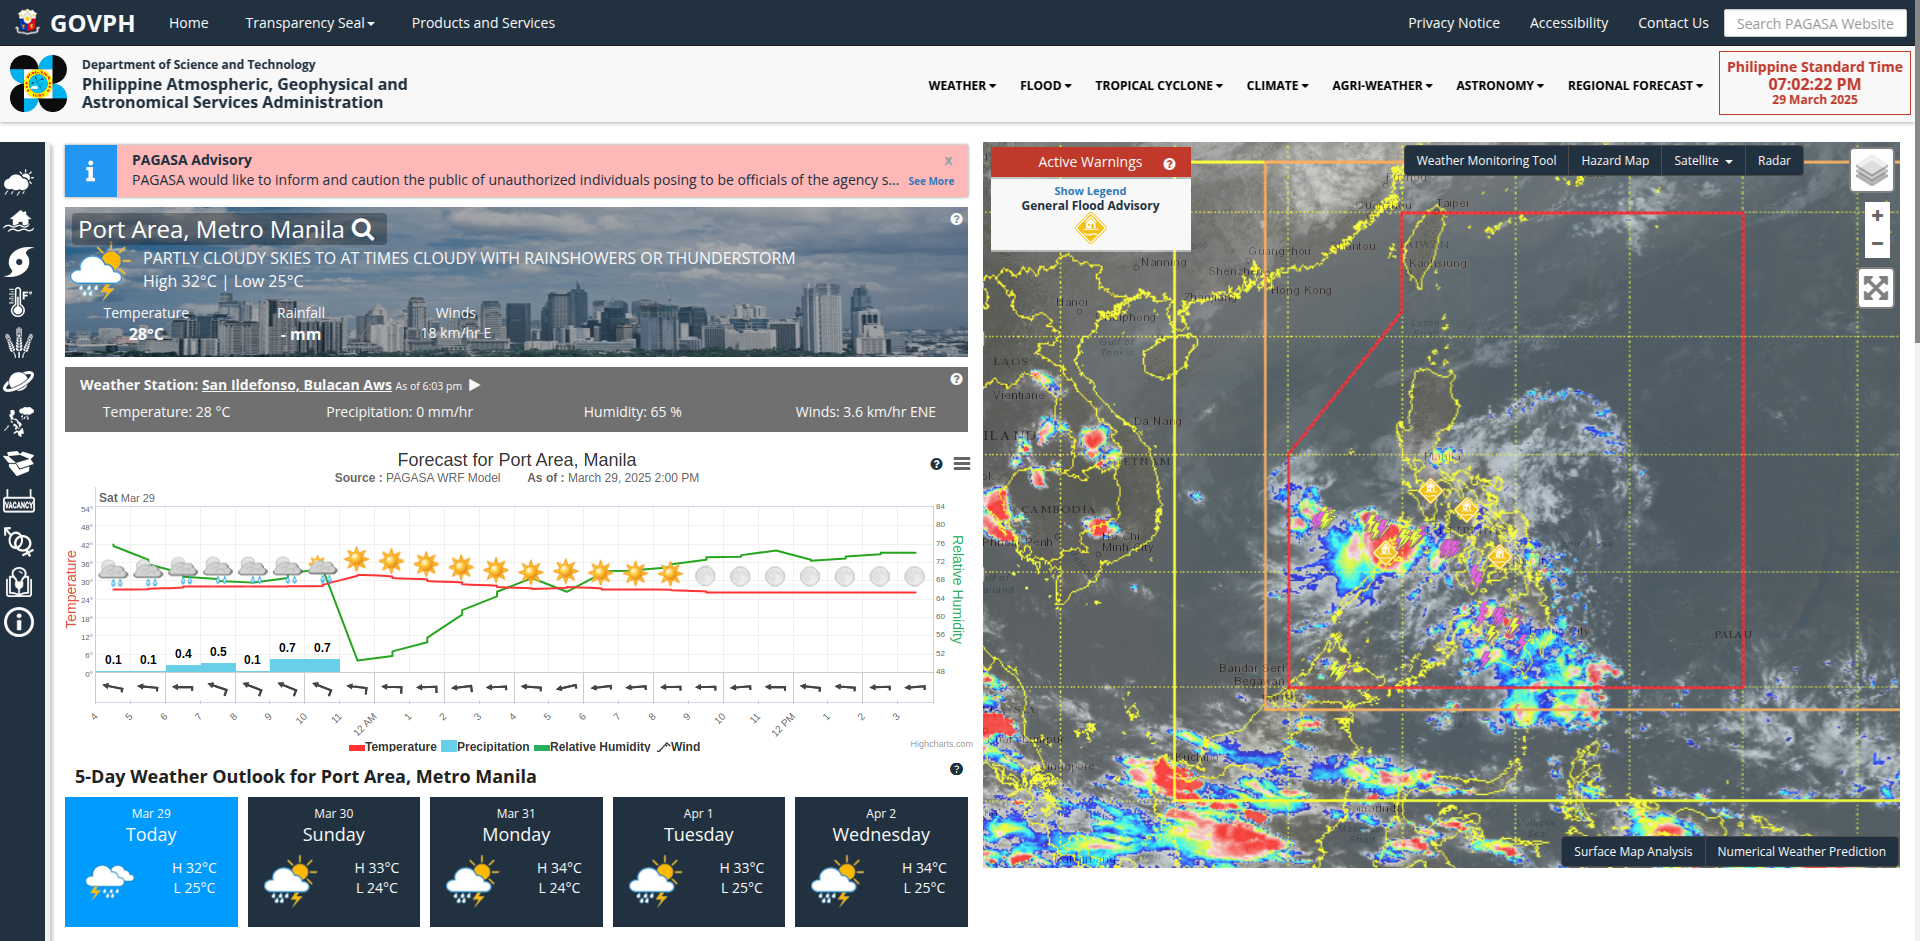 GOVPH
Home
Transparency Seal
Products and Services
Privacy Notice
Accessibility
Contact Us
Search PAGASA Website
Department of Science and Technology
Philippine Atmospheric, Geophysical and
Astronomical Services Administration
WEATHER
FLOOD
TROPICAL CYCLONE
CLIMATE
AGRI-WEATHER
ASTRONOMY
REGIONAL FORECAST
Philippine Standard Time
07:02:22 PM
29 March 2025
PAGASA Advisory
x
PAGASA would like to inform and caution the public of unauthorized individuals posing to be officials of the agency s... See More
Port Area, Metro Manila
PARTLY CLOUDY SKIES TO AT TIMES CLOUDY WITH RAINSHOWERS OR THUNDERSTORM
High 32°C | Low 25°C
Temperature Rainfall Winds
28°C - mm 18 km/hr E
Weather Station: San Ildefonso, Bulacan Aws As of 6:03 pm
Temperature: 28 °C Precipitation: 0 mm/hr Humidity: 65 % Winds: 3.6 km/hr ENE
Forecast for Port Area, Manila
Source : PAGASA WRF Model As of : March 29, 2025 2:00 PM
Sat Mar 29
Temperature
54°
48°
42°
36°
30°
24°
18°
12°
6°
0°
84
80
76
72
68
64
60
56
52
48
Relative Humidity
0.1 0.1 0.4 0.5 0.1 0.7 0.7
4 5 6 7 8 9 10 11 12 AM 1 2 3 4 5 6 7 8 9 10 11 12 PM 1 2 3
Temperature Precipitation Relative Humidity Wind
Highcharts.com
5-Day Weather Outlook for Port Area, Metro Manila
Mar 29
Today
H 32°C
L 25°C
Mar 30
Sunday
H 33°C
L 24°C
Mar 31
Monday
H 34°C
L 24°C
Apr 1
Tuesday
H 33°C
L 25°C
Apr 2
Wednesday
H 34°C
L 25°C
VACANCY
Active Warnings
Show Legend
General Flood Advisory
Weather Monitoring Tool
Hazard Map
Satellite
Radar
+
−
Taipei
TAIWAN
Kaohsiung
Guangzhou
Shantou
Nanning
Shenzhen
Hong Kong
Hanoi
Gulf of
Tonkin
Luzon
LAOS
Vientiane
Da Nang
CAMBODIA
Ho Chi
Minh City
Manila
PALAU
Bandar Seri
Begawan
Kuching
Singapore
Samarinda
Surface Map Analysis
Numerical Weather Prediction